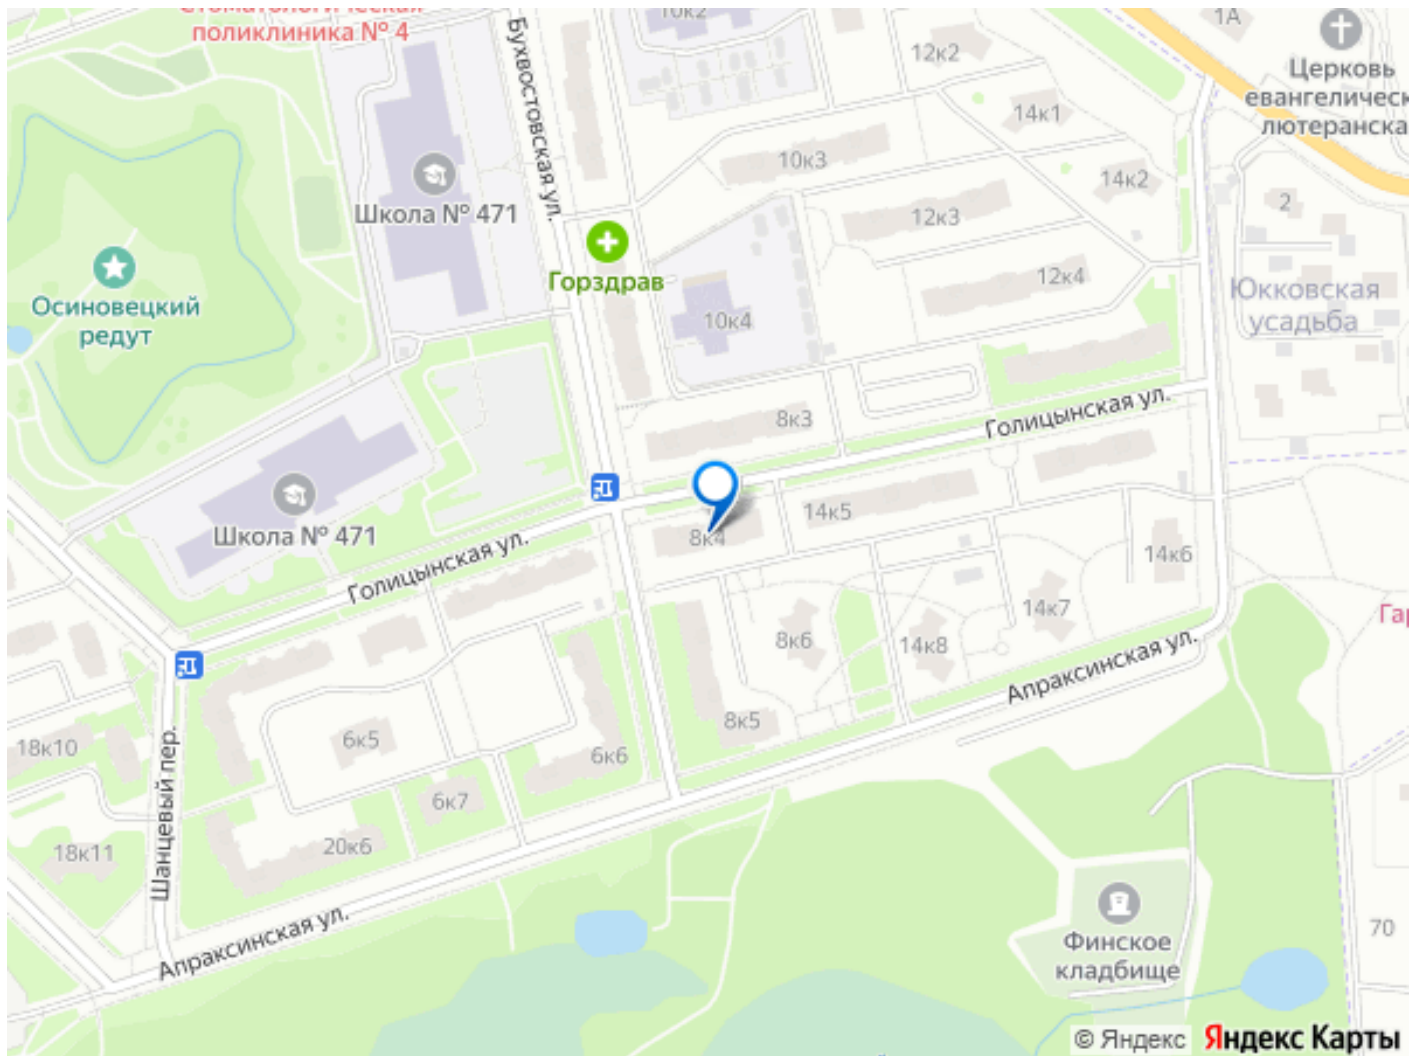 10к2
1А
Стоматологическая
поликлиника № 4
Бухвостовская ул.
12к2
Церковь
евангелическ
лютеранска
14к1
10к3
14к2
Школа № 471
12к3
2
Горздрав
Осиновецкий
редут
12к4
Юкковская
усадьба
10к4
8к3
Голицынская ул.
14к5
Школа № 471
8к4
Голицынская ул.
14к6
14к7
Гар
8к6
14к8
Апраксинская ул.
8к5
6к5
18к10
6к6
Шанцевый пер.
6к7
20к6
18к11
Апраксинская ул.
70
Финское
кладбище
© Яндекс Яндекс Карты